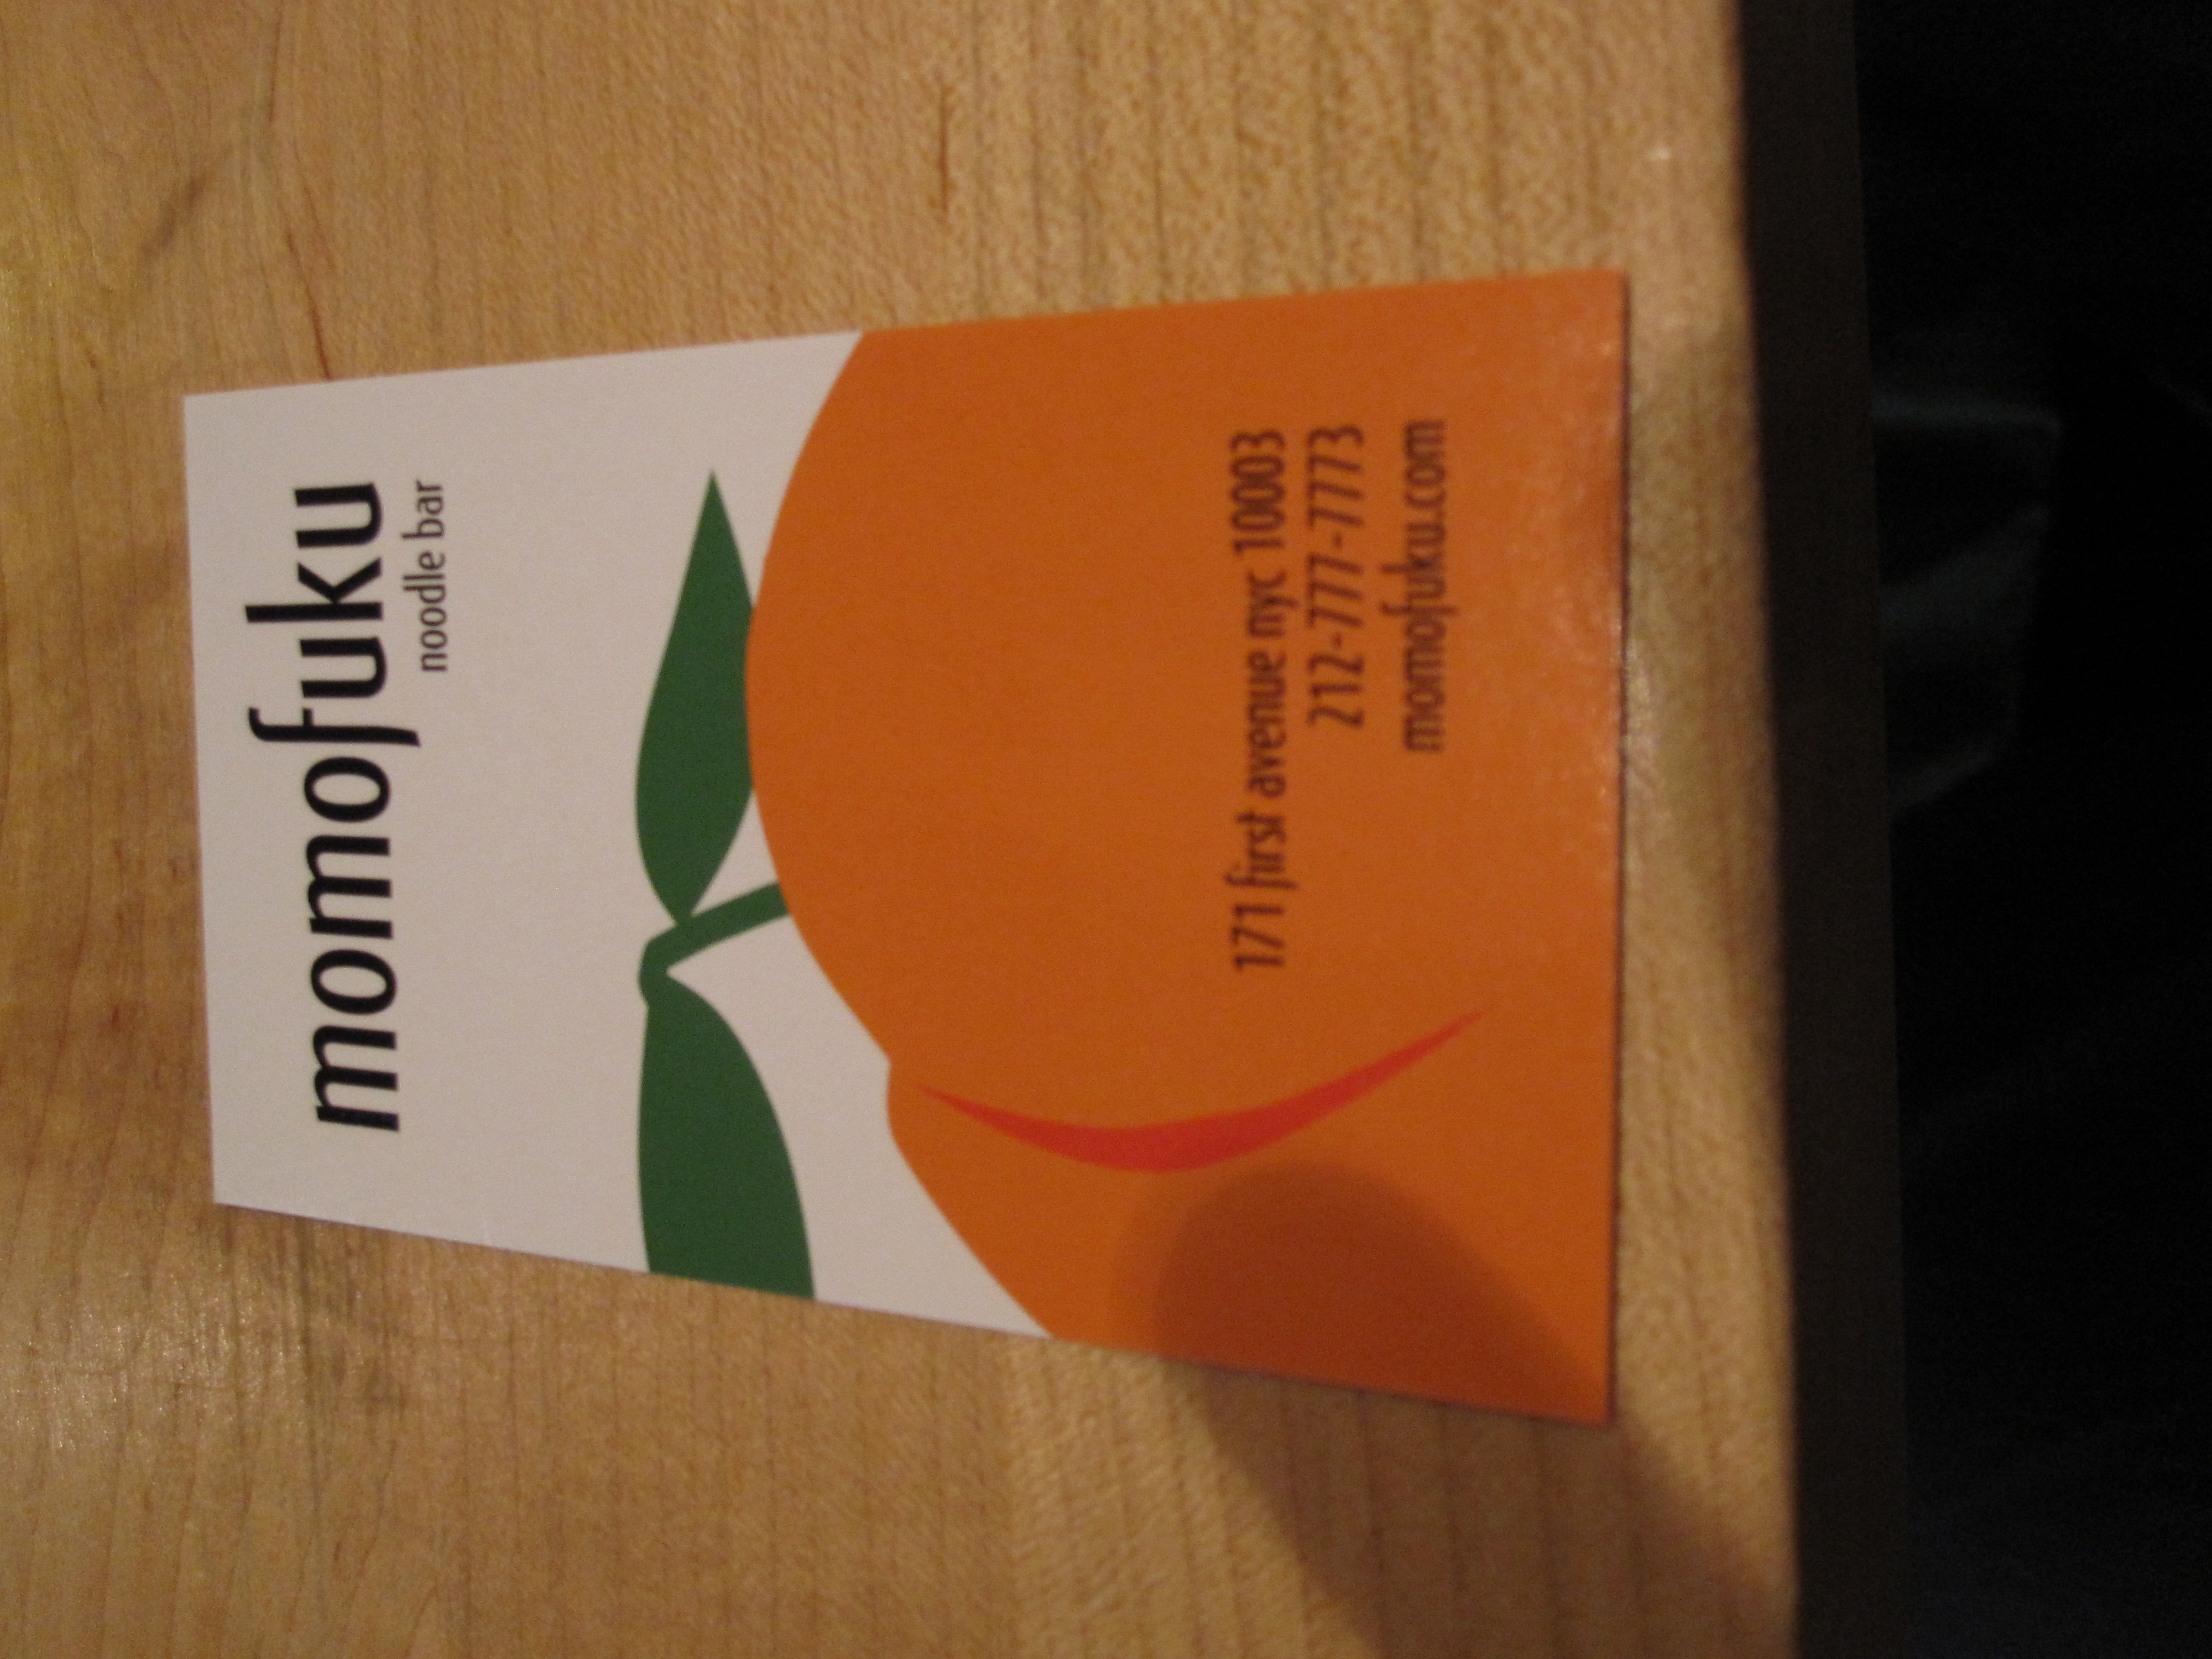 momofuku
noodle bar
171 first avenue nyc 10003
212-777-7773
momofuku.com